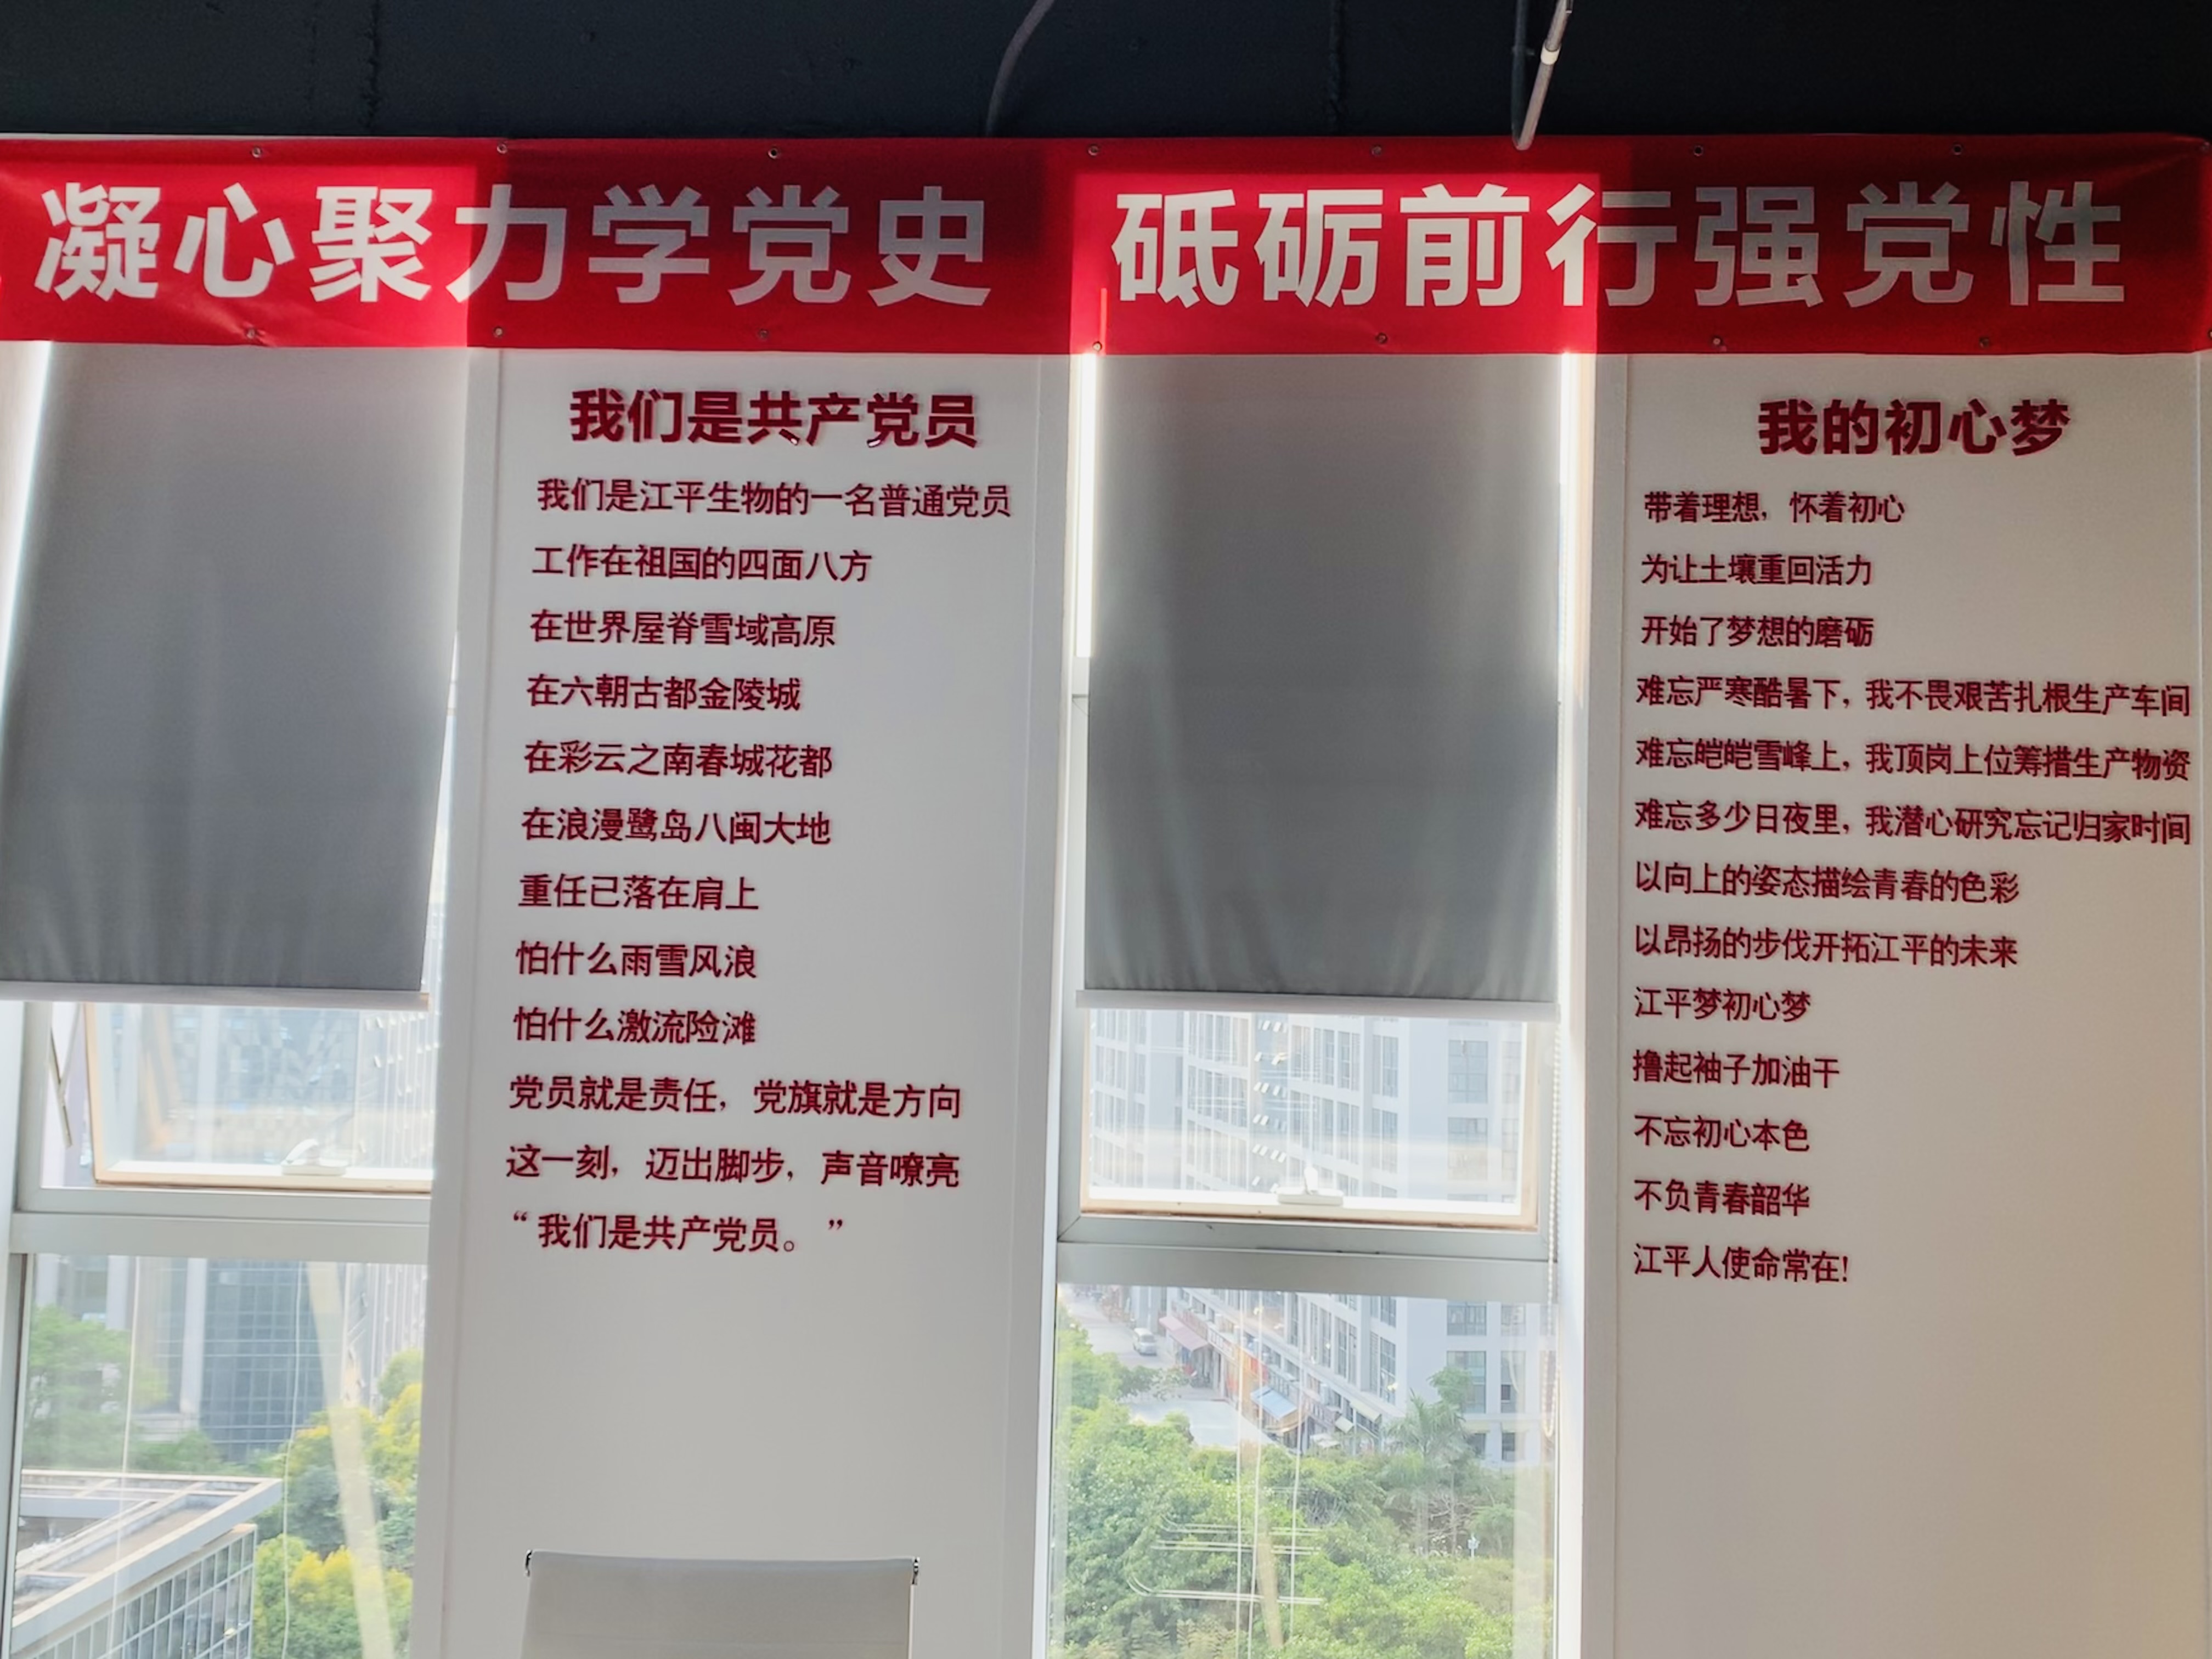 凝心聚力学党史 砥砺前行强党性
我们是共产党员
我们是江平生物的一名普通党员
工作在祖国的四面八方
在世界屋脊雪域高原
在六朝古都金陵城
在彩云之南春城花都
在浪漫鹭岛八闽大地
重任已落在肩上
怕什么雨雪风浪
怕什么激流险滩
党员就是责任，党旗就是方向
这一刻，迈出脚步，声音嘹亮
“我们是共产党员。”
我的初心梦
带着理想，怀着初心
为让土壤重回活力
开始了梦想的磨砺
难忘严寒酷暑下，我不畏艰苦扎根生产车间
难忘皑皑雪峰上，我顶岗上位筹措生产物资
难忘多少日夜里，我潜心研究忘记归家时间
以向上的姿态描绘青春的色彩
以昂扬的步伐开拓江平的未来
江平梦初心梦
撸起袖子加油干
不忘初心本色
不负青春韶华
江平人使命常在!